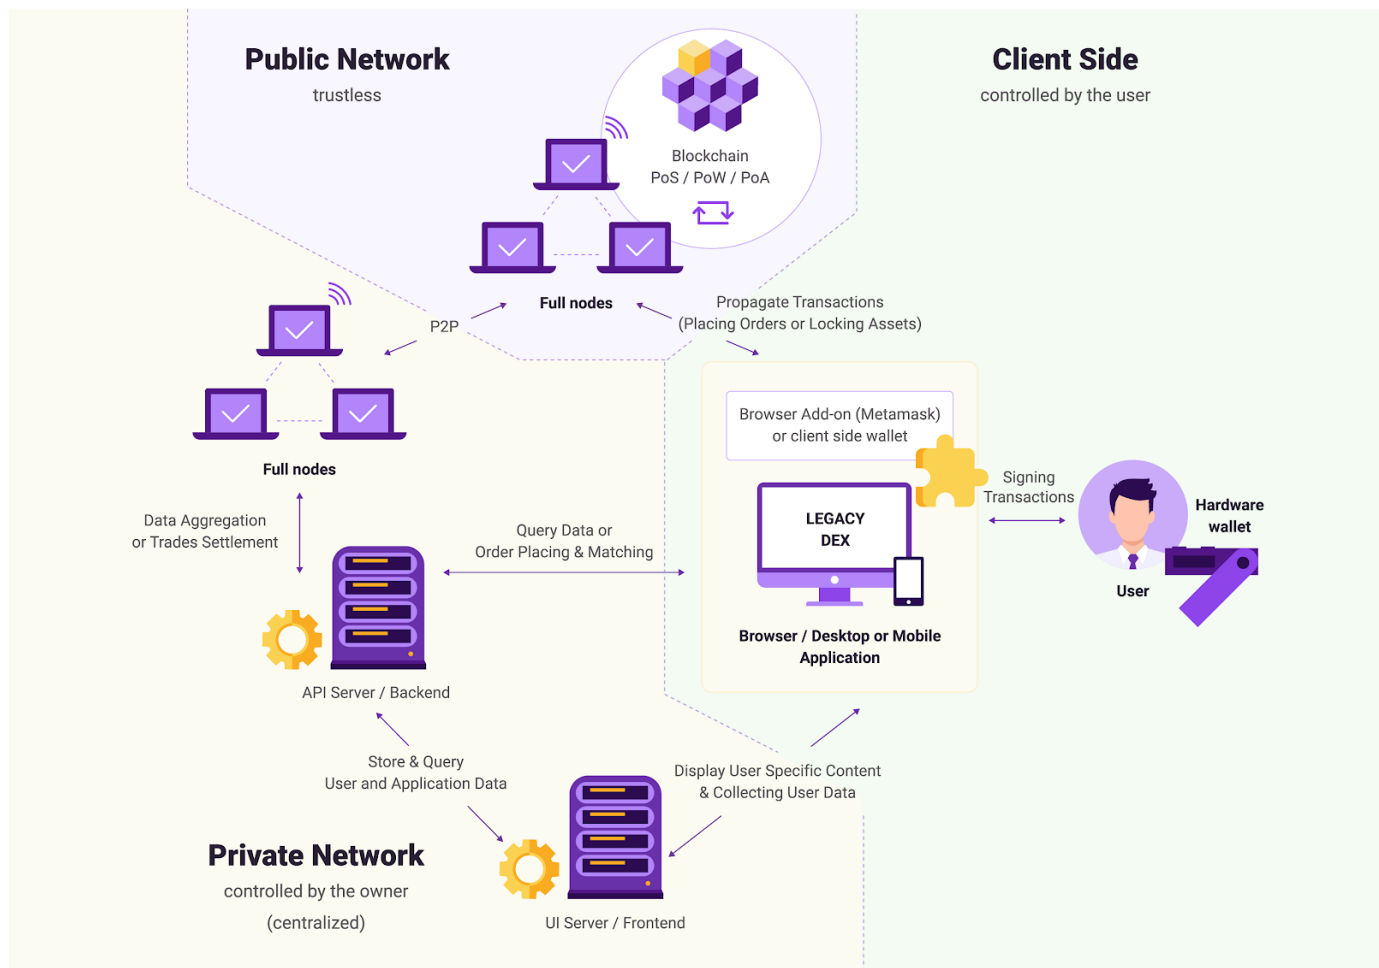 Public Network
trustless
Client Side
controlled by the user
Blockchain
PoS / PoW / PoA
Full nodes
Propagate Transactions
(Placing Orders or Locking Assets)
P2P
Full nodes
Browser Add-on (Metamask)
or client side wallet
Signing
Transactions
Hardware
wallet
User
LEGACY
DEX
Browser / Desktop or Mobile
Application
Data Aggregation
or Trades Settlement
Query Data or
Order Placing & Matching
API Server / Backend
Store & Query
User and Application Data
Display User Specific Content
& Collecting User Data
Private Network
controlled by the owner
(centralized)
UI Server / Frontend